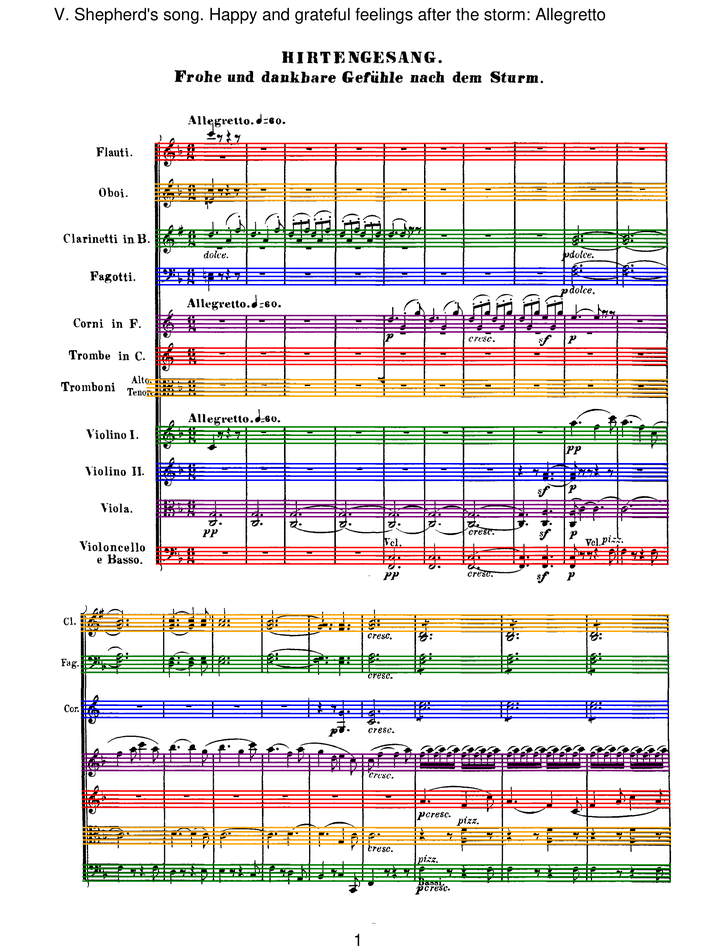 V. Shepherd's song. Happy and grateful feelings after the storm: Allegretto
HIRTENGESANG.
Frohe und dankbare Gefühle nach dem Sturm.
Allegretto. ♩.=60.
Flauti.
Oboi.
Clarinetti in B.
dolce.
p dolce.
Fagotti.
p dolce.
Allegretto. ♩.=60.
Corni in F.
p cresc. sf p
Trombe in C.
Tromboni Alto.
Tenor.
Allegretto. ♩.=60.
Violino I.
pp
Violino II.
sf p
Viola.
pp cresc. sf p
Violoncello
e Basso.
Vcl. Vcl. pizz.
pp cresc. sf p
Cl.
cresc.
Fag.
cresc.
Cor.
p cresc.
cresc.
p cresc.
pizz.
cresc.
pizz.
Bassi.
p cresc.
1